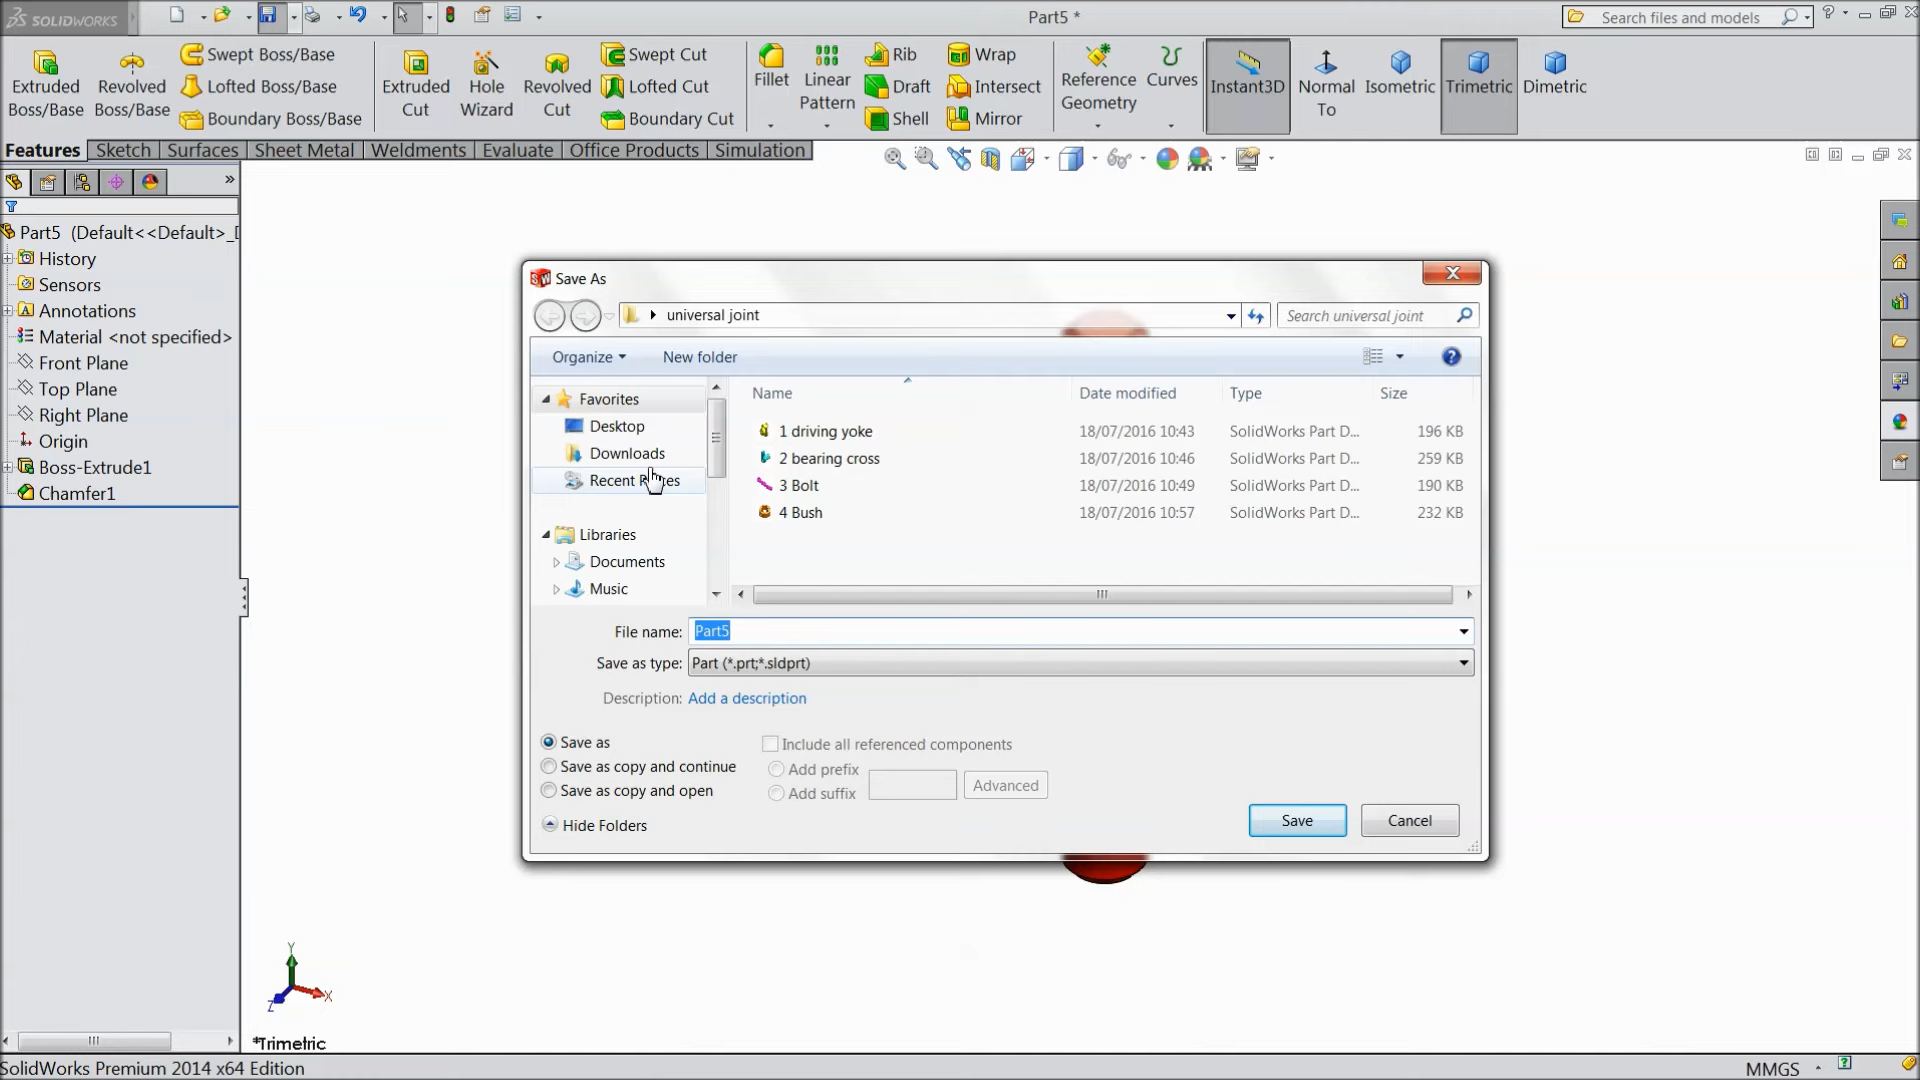 SOLIDWORKS
Part5 *
Search files and models
Extruded Boss/Base
Revolved Boss/Base
Swept Boss/Base
Lofted Boss/Base
Boundary Boss/Base
Extruded Cut
Hole Wizard
Revolved Cut
Swept Cut
Lofted Cut
Boundary Cut
Fillet
Linear Pattern
Rib
Draft
Shell
Wrap
Intersect
Mirror
Reference Geometry
Curves
Instant3D
Normal To
Isometric
Trimetric
Dimetric
Features Sketch Surfaces Sheet Metal Weldments Evaluate Office Products Simulation
Part5 (Default<<Default>_D
History
Sensors
Annotations
Material <not specified>
Front Plane
Top Plane
Right Plane
Origin
Boss-Extrude1
Chamfer1
Save As
universal joint
Search universal joint
Organize New folder
Favorites
Desktop
Downloads
Libraries
Documents
Music
Name Date modified Type Size
1 driving yoke 18/07/2016 10:43 SolidWorks Part D... 196 KB
2 bearing cross 18/07/2016 10:46 SolidWorks Part D... 259 KB
3 Bolt 18/07/2016 10:49 SolidWorks Part D... 190 KB
4 Bush 18/07/2016 10:57 SolidWorks Part D... 232 KB
File name: Part5
Save as type: Part (*.prt;*.sldprt)
Description: Add a description
Save as
Save as copy and continue
Save as copy and open
Include all referenced components
Add prefix
Add suffix
Advanced
Hide Folders
Save Cancel
Y
X
Z
*Trimetric
SolidWorks Premium 2014 x64 Edition
MMGS